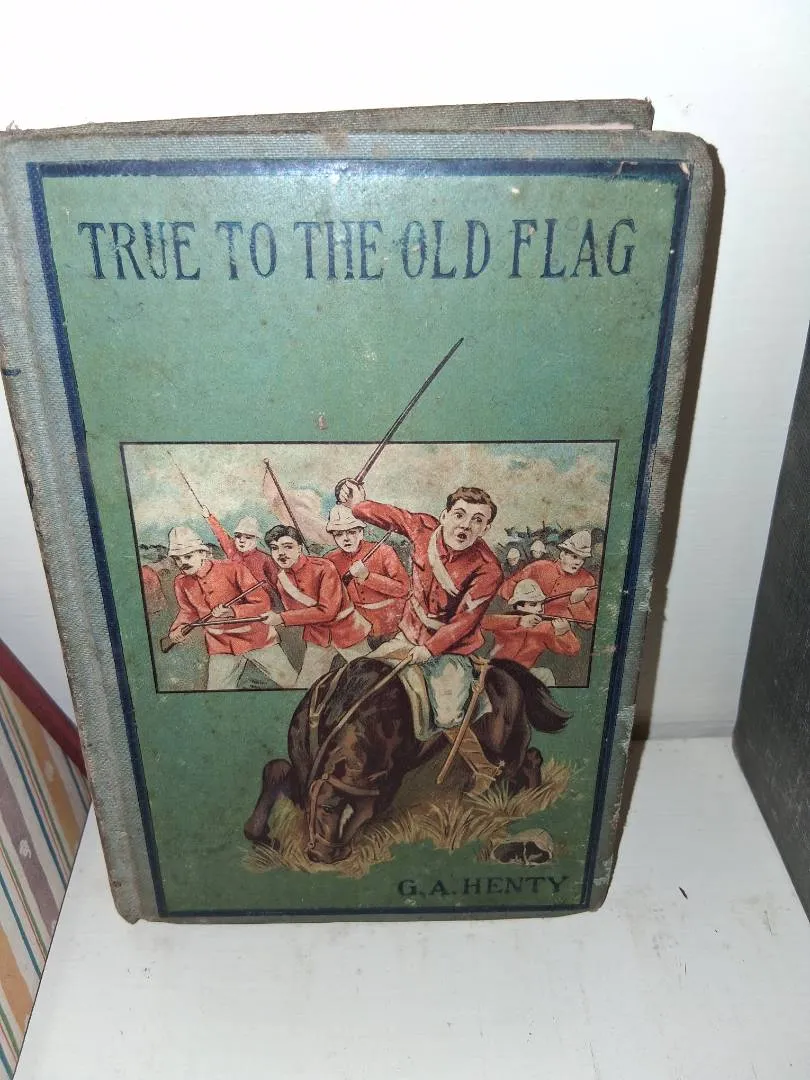 TRUE TO THE OLD FLAG
G. A. HENTY